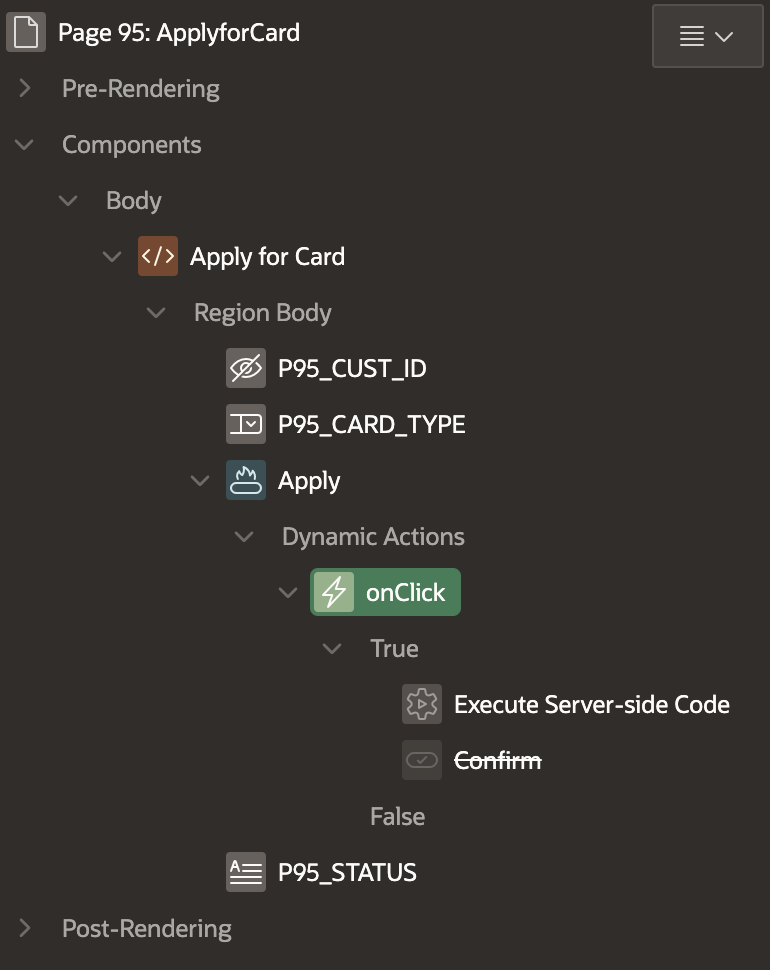 Page 95: ApplyforCard
Pre-Rendering
Components
Body
Apply for Card
Region Body
P95_CUST_ID
P95_CARD_TYPE
Apply
Dynamic Actions
onClick
True
Execute Server-side Code
Confirm
False
P95_STATUS
Post-Rendering